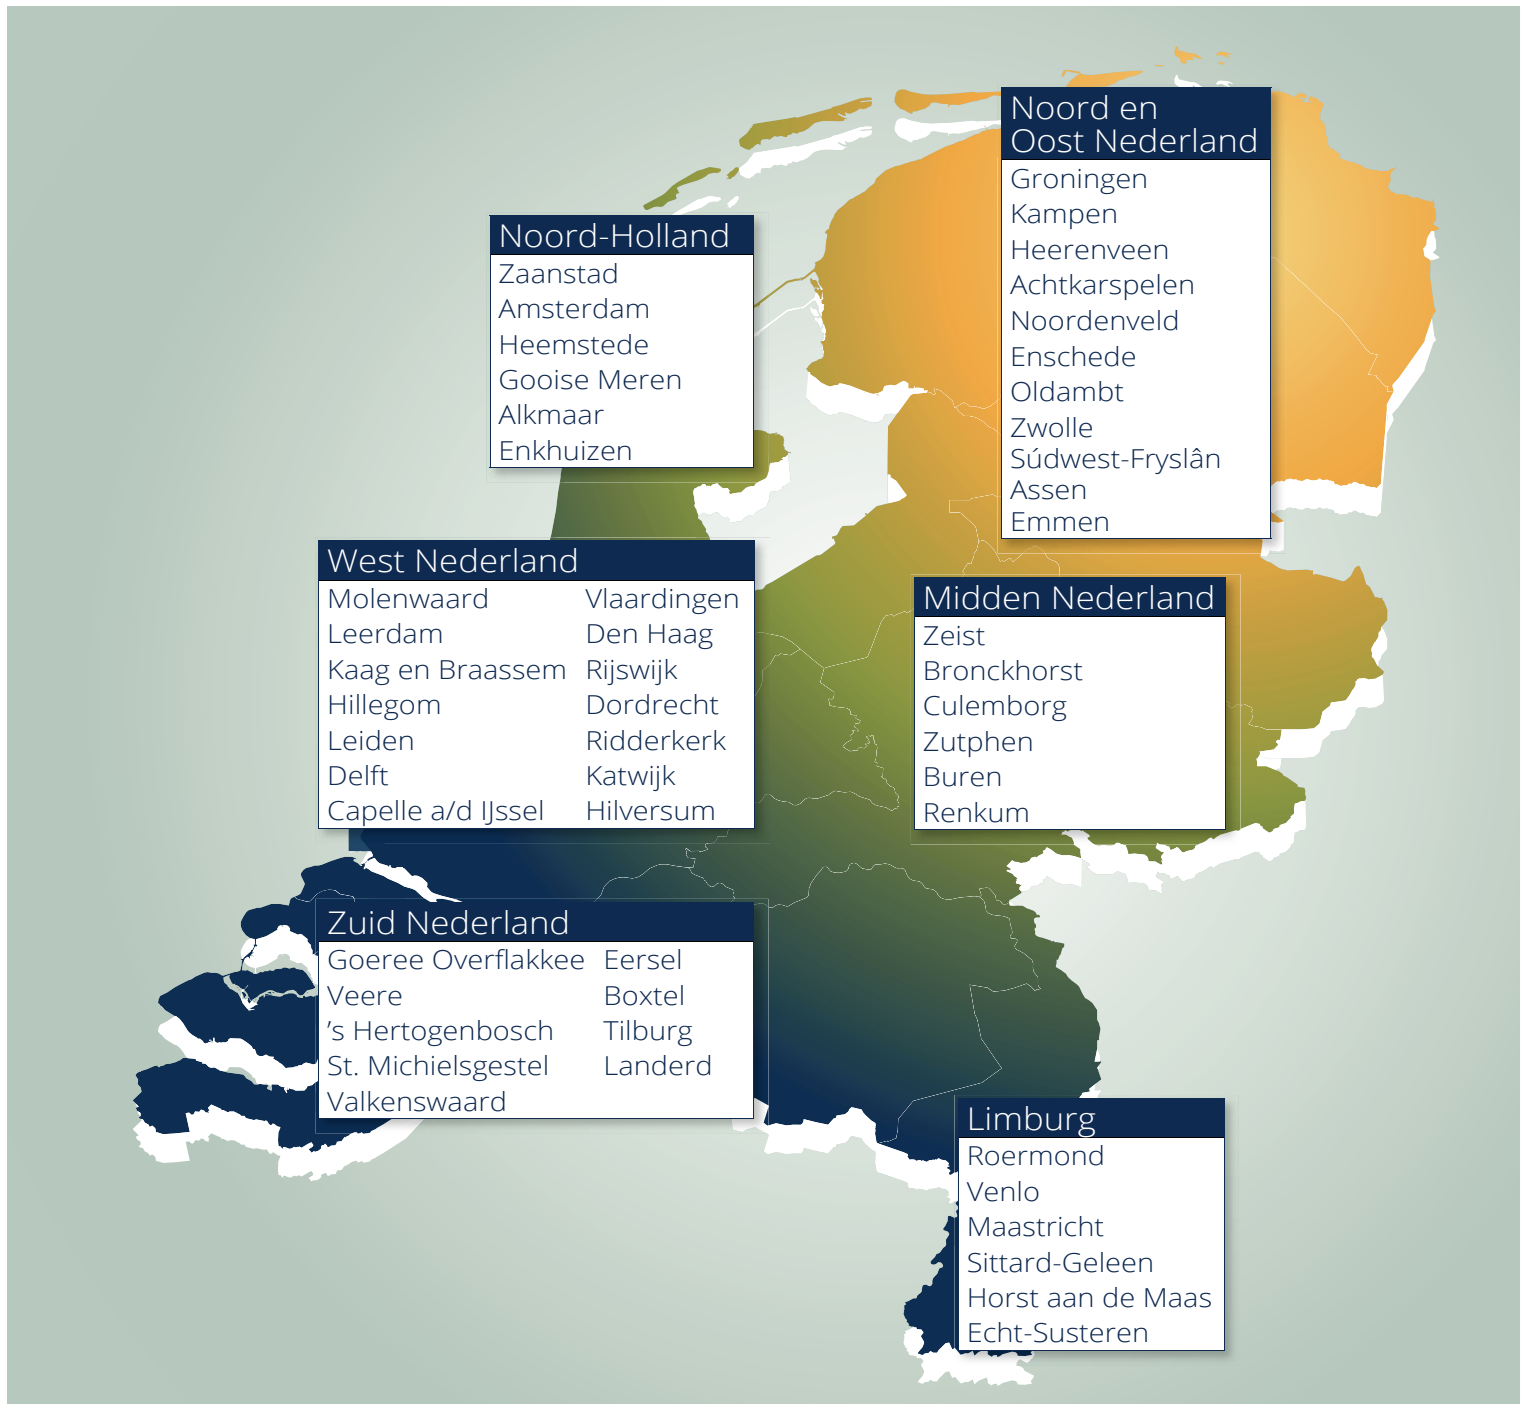 Noord en
Oost Nederland
Groningen
Kampen
Heerenveen
Achtkarspelen
Noordenveld
Enschede
Oldambt
Zwolle
Súdwest-Fryslân
Assen
Emmen
Noord-Holland
Zaanstad
Amsterdam
Heemstede
Gooise Meren
Alkmaar
Enkhuizen
West Nederland
Molenwaard
Leerdam
Kaag en Braassem
Hillegom
Leiden
Delft
Capelle a/d IJssel
Vlaardingen
Den Haag
Rijswijk
Dordrecht
Ridderkerk
Katwijk
Hilversum
Midden Nederland
Zeist
Bronckhorst
Culemborg
Zutphen
Buren
Renkum
Zuid Nederland
Goeree Overflakkee
Veere
’s Hertogenbosch
St. Michielsgestel
Valkenswaard
Eersel
Boxtel
Tilburg
Landerd
Limburg
Roermond
Venlo
Maastricht
Sittard-Geleen
Horst aan de Maas
Echt-Susteren